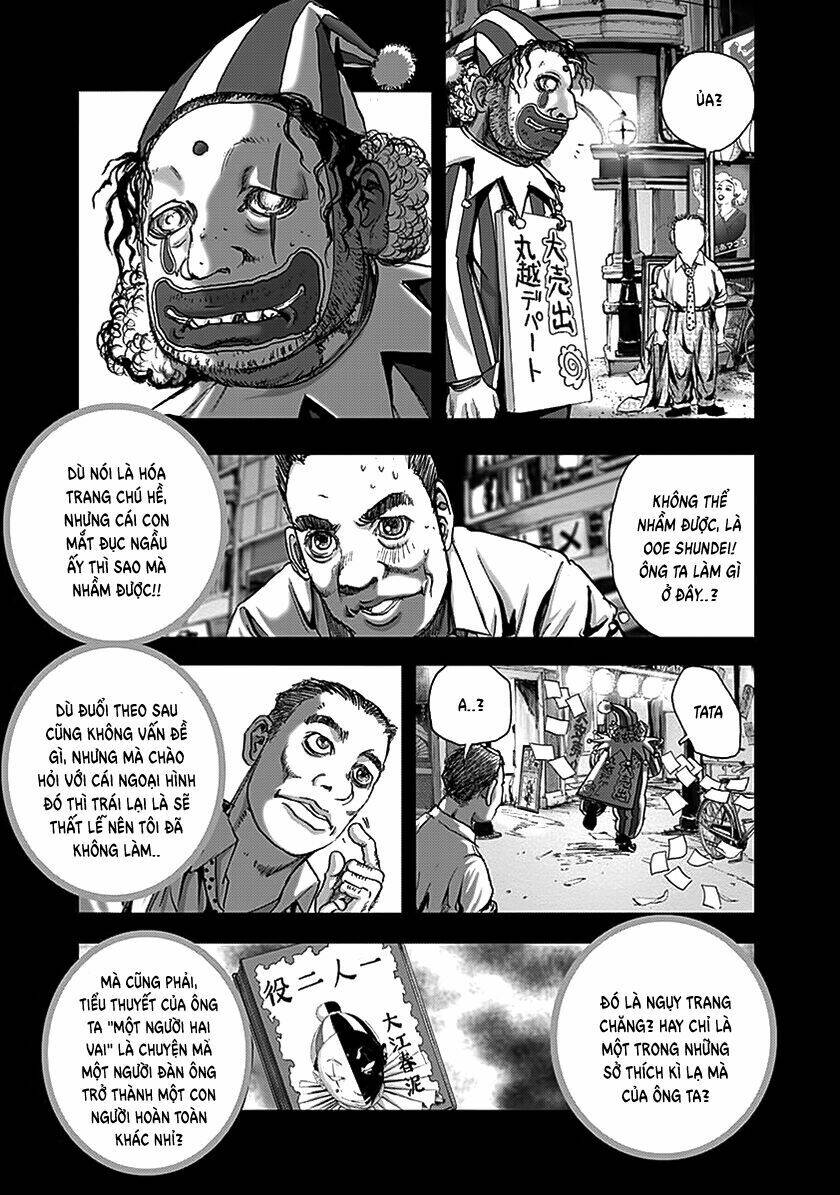 ỦA?
大売出
丸越デパート
KHÔNG THỂ
NHẦM ĐƯỢC, LÀ
OOE SHUNDEI!
ÔNG TA LÀM GÌ
Ở ĐÂY..?
DÙ NÓI LÀ HÓA
TRANG CHÚ HỀ,
NHƯNG CÁI CON
MẮT ĐỤC NGẦU
ẤY THÌ SAO MÀ
NHẦM ĐƯỢC!!
TATA
A..?
DÙ ĐUỔI THEO SAU
CŨNG KHÔNG VẤN ĐỀ
GÌ, NHƯNG MÀ CHÀO
HỎI VỚI CÁI NGOẠI HÌNH
ĐÓ THÌ TRÁI LẠI LÀ SẼ
THẤT LỄ NÊN TÔI ĐÃ
KHÔNG LÀM..
ĐÓ LÀ NGỤY TRANG
CHĂNG? HAY CHỈ LÀ
MỘT TRONG NHỮNG
SỞ THÍCH KÌ LẠ MÀ
CỦA ÔNG TA?
一人二役
大江春泥
MÀ CŨNG PHẢI,
TIỂU THUYẾT CỦA ÔNG
TA "MỘT NGƯỜI HAI
VAI" LÀ CHUYỆN MÀ
MỘT NGƯỜI ĐÀN ÔNG
TRỞ THÀNH MỘT CON
NGƯỜI HOÀN TOÀN
KHÁC NHỈ?